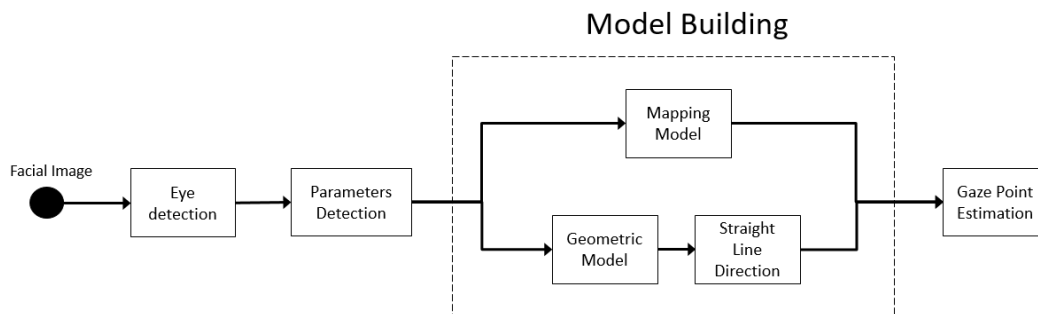 Model Building
Mapping
Model
Facial Image
Eye
detection
Parameters
Detection
Geometric
Model
Straight
Line
Direction
Gaze Point
Estimation